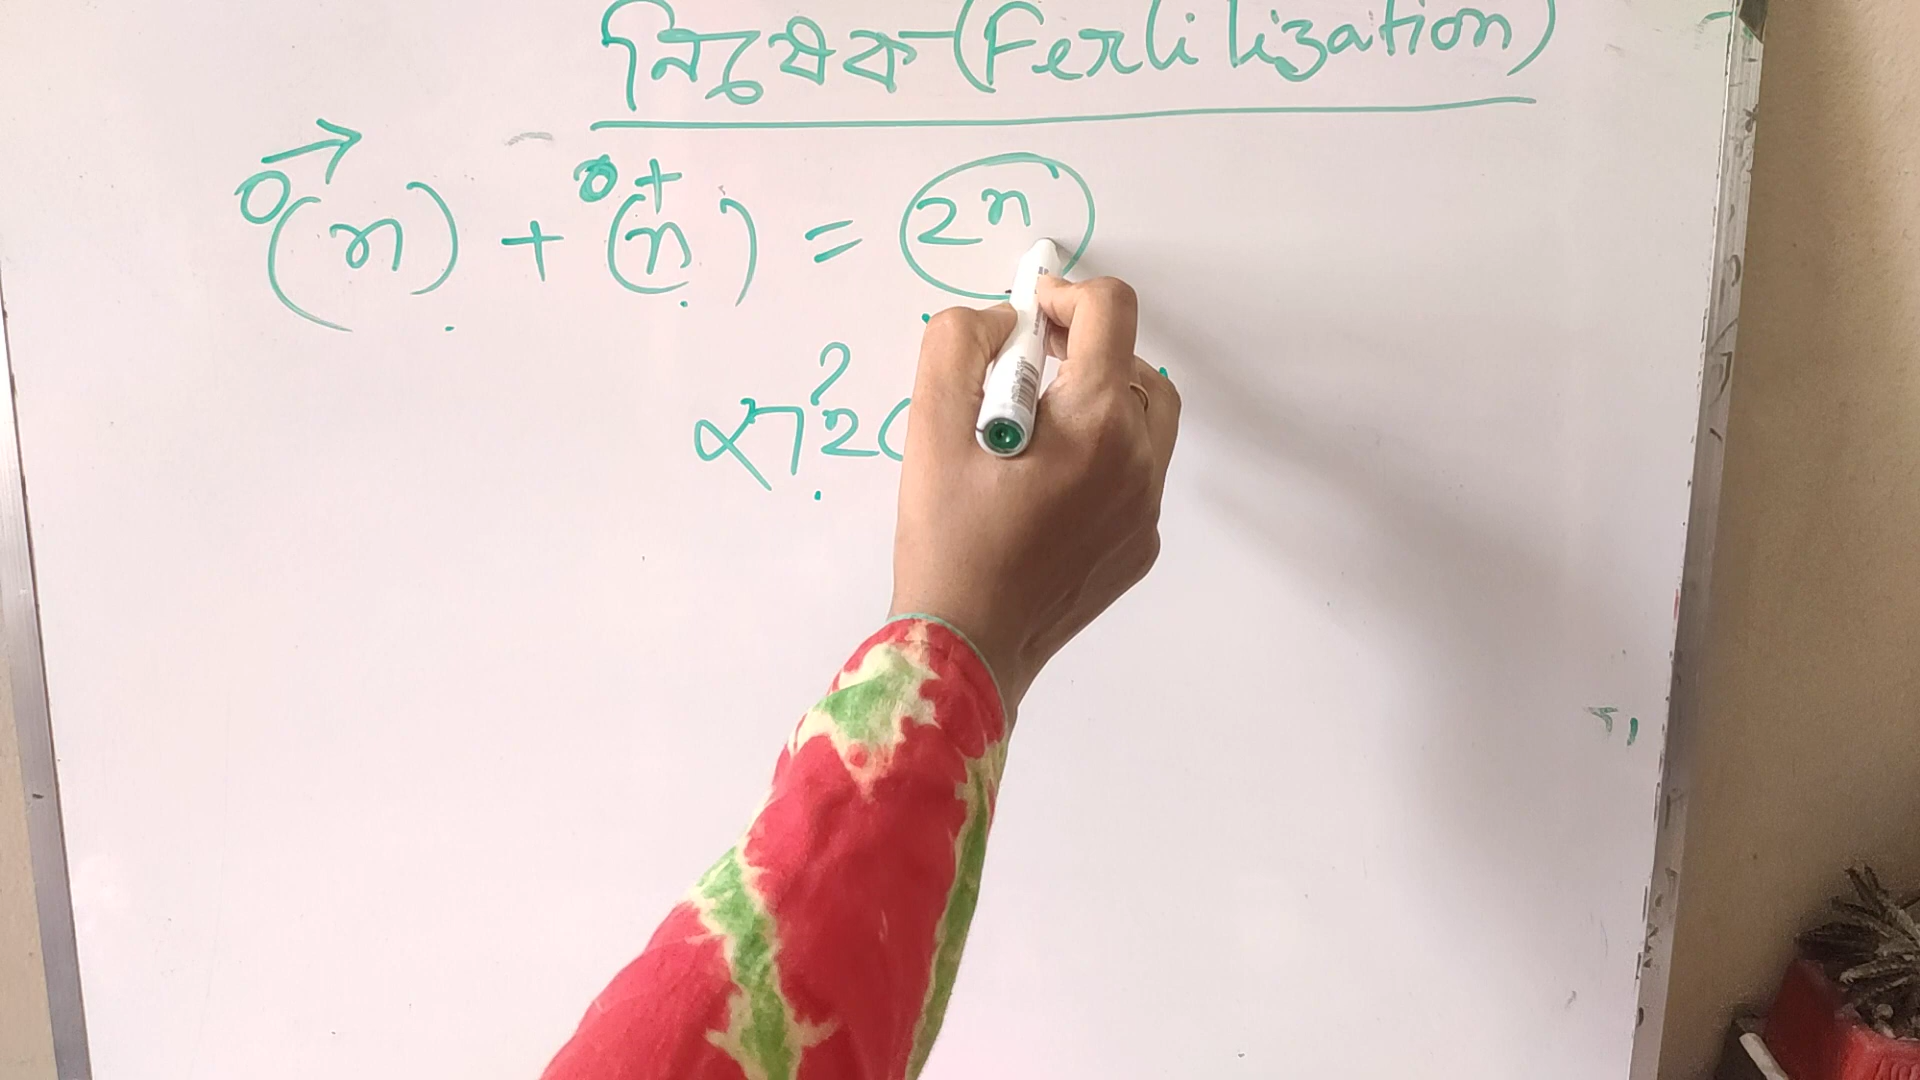 নিষেক (Fertilization)
♂(n) + ♀(n) = 2n